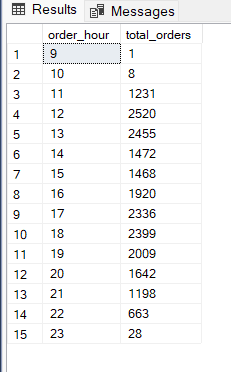 Results Messages
order_hour total_orders
1 9 1
2 10 8
3 11 1231
4 12 2520
5 13 2455
6 14 1472
7 15 1468
8 16 1920
9 17 2336
10 18 2399
11 19 2009
12 20 1642
13 21 1198
14 22 663
15 23 28